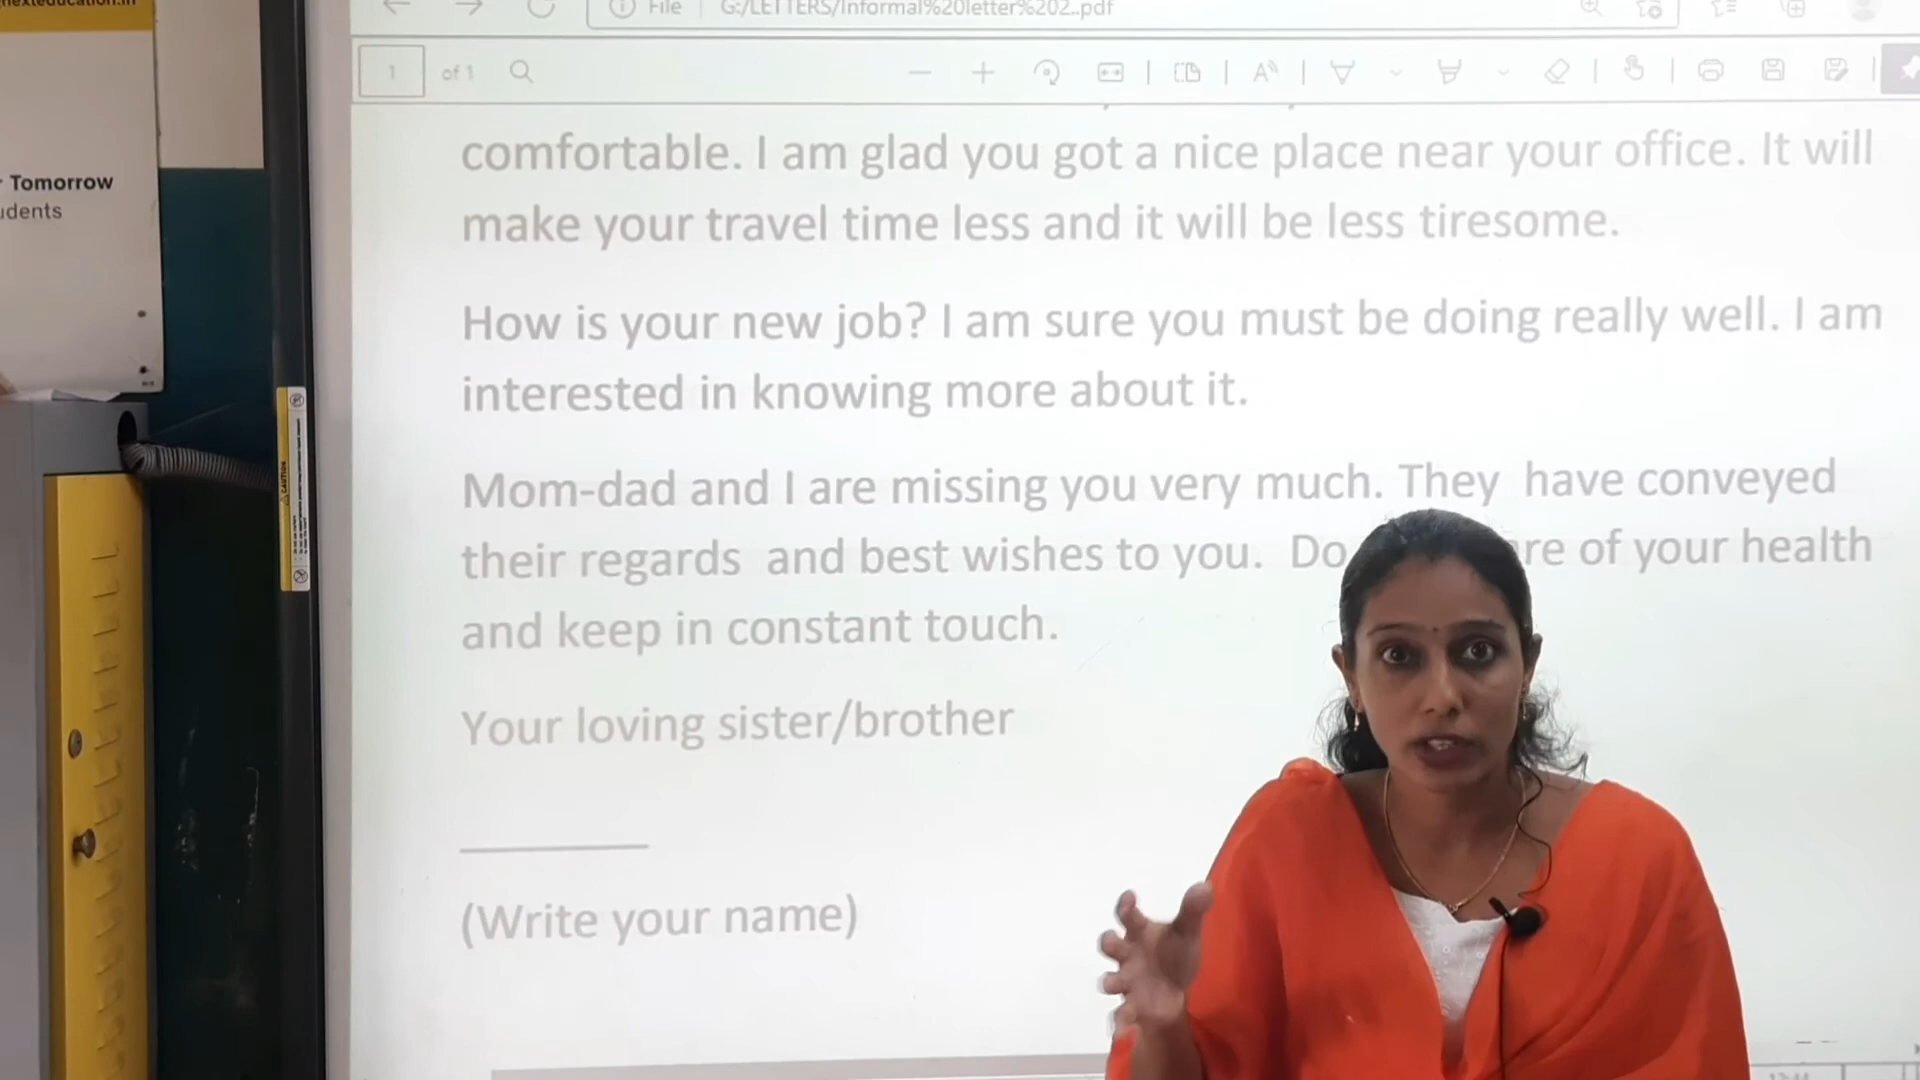 nexteducation.in
Tomorrow
File G:/LETTERS/Informal%20letter%202..pdf
1 of 1
comfortable. I am glad you got a nice place near your office. It will
make your travel time less and it will be less tiresome.
How is your new job? I am sure you must be doing really well. I am
interested in knowing more about it.
Mom-dad and I are missing you very much. They have conveyed
their regards and best wishes to you. Do of your health
and keep in constant touch.
Your loving sister/brother
(Write your name)
CAUTION